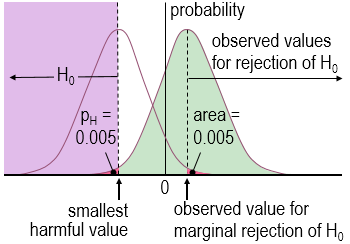 probability
observed values
for rejection of H₀
H₀
pH =
0.005
area =
0.005
0
smallest
harmful value
observed value for
marginal rejection of H₀